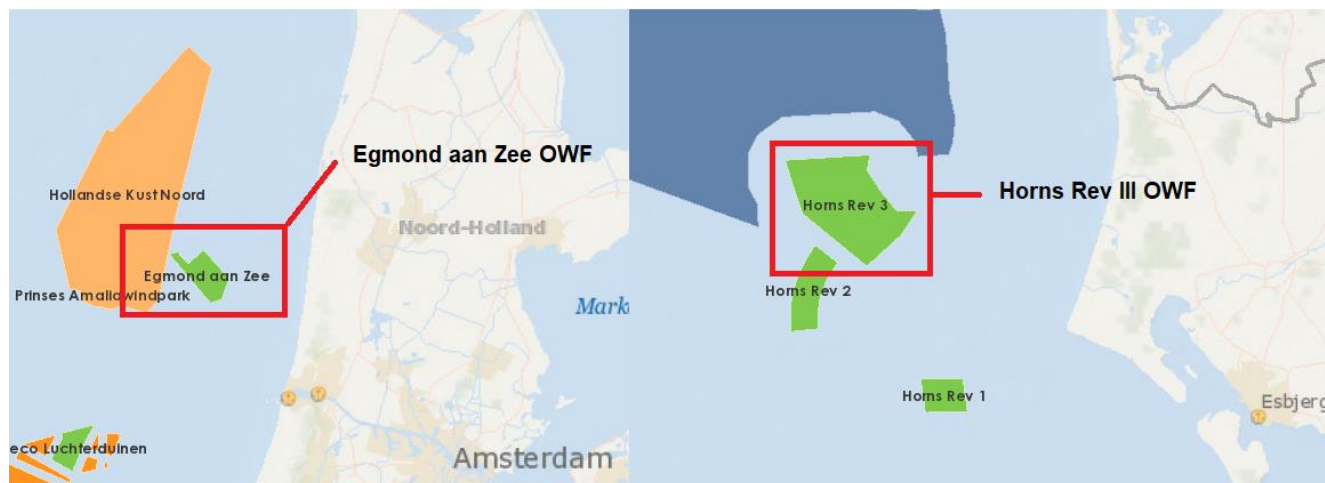 Egmond aan Zee OWF
Hollandse Kust Noord
Noord-Holland
Egmond aan Zee
Prinses Amaliawindpark
Mark
eco Luchterduinen
Amsterdam
Horns Rev III OWF
Horns Rev 3
Horns Rev 2
Horns Rev 1
Esbjerg